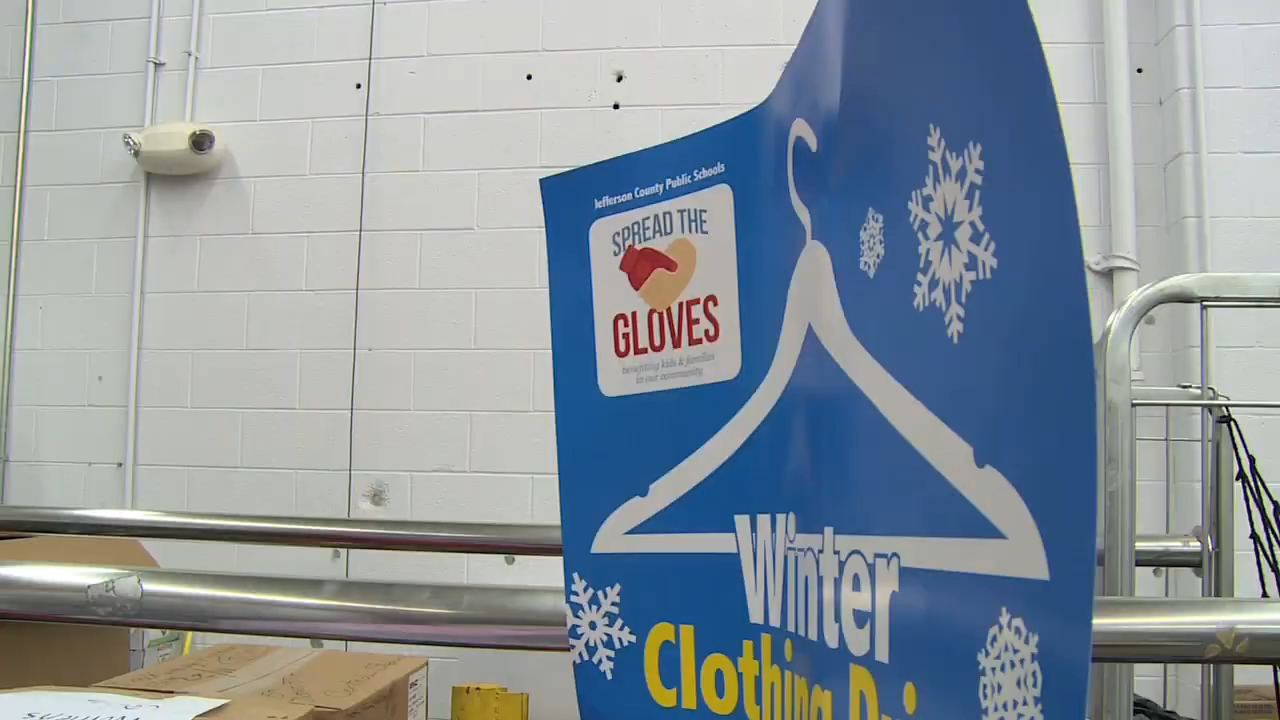 Jefferson County Public Schools
SPREAD THE
GLOVES
benefiting kids & families
in our community
Winter
Clothing